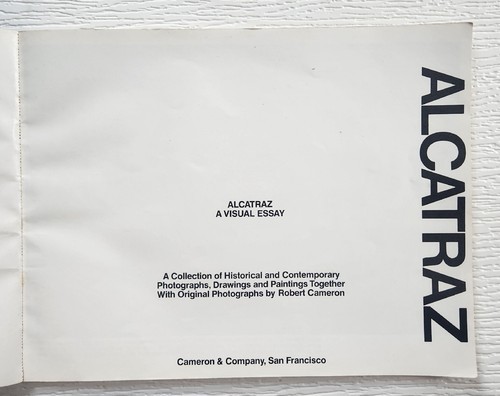 ALCATRAZ
A VISUAL ESSAY
A Collection of Historical and Contemporary
Photographs, Drawings and Paintings Together
With Original Photographs by Robert Cameron
Cameron & Company, San Francisco
ALCATRAZ